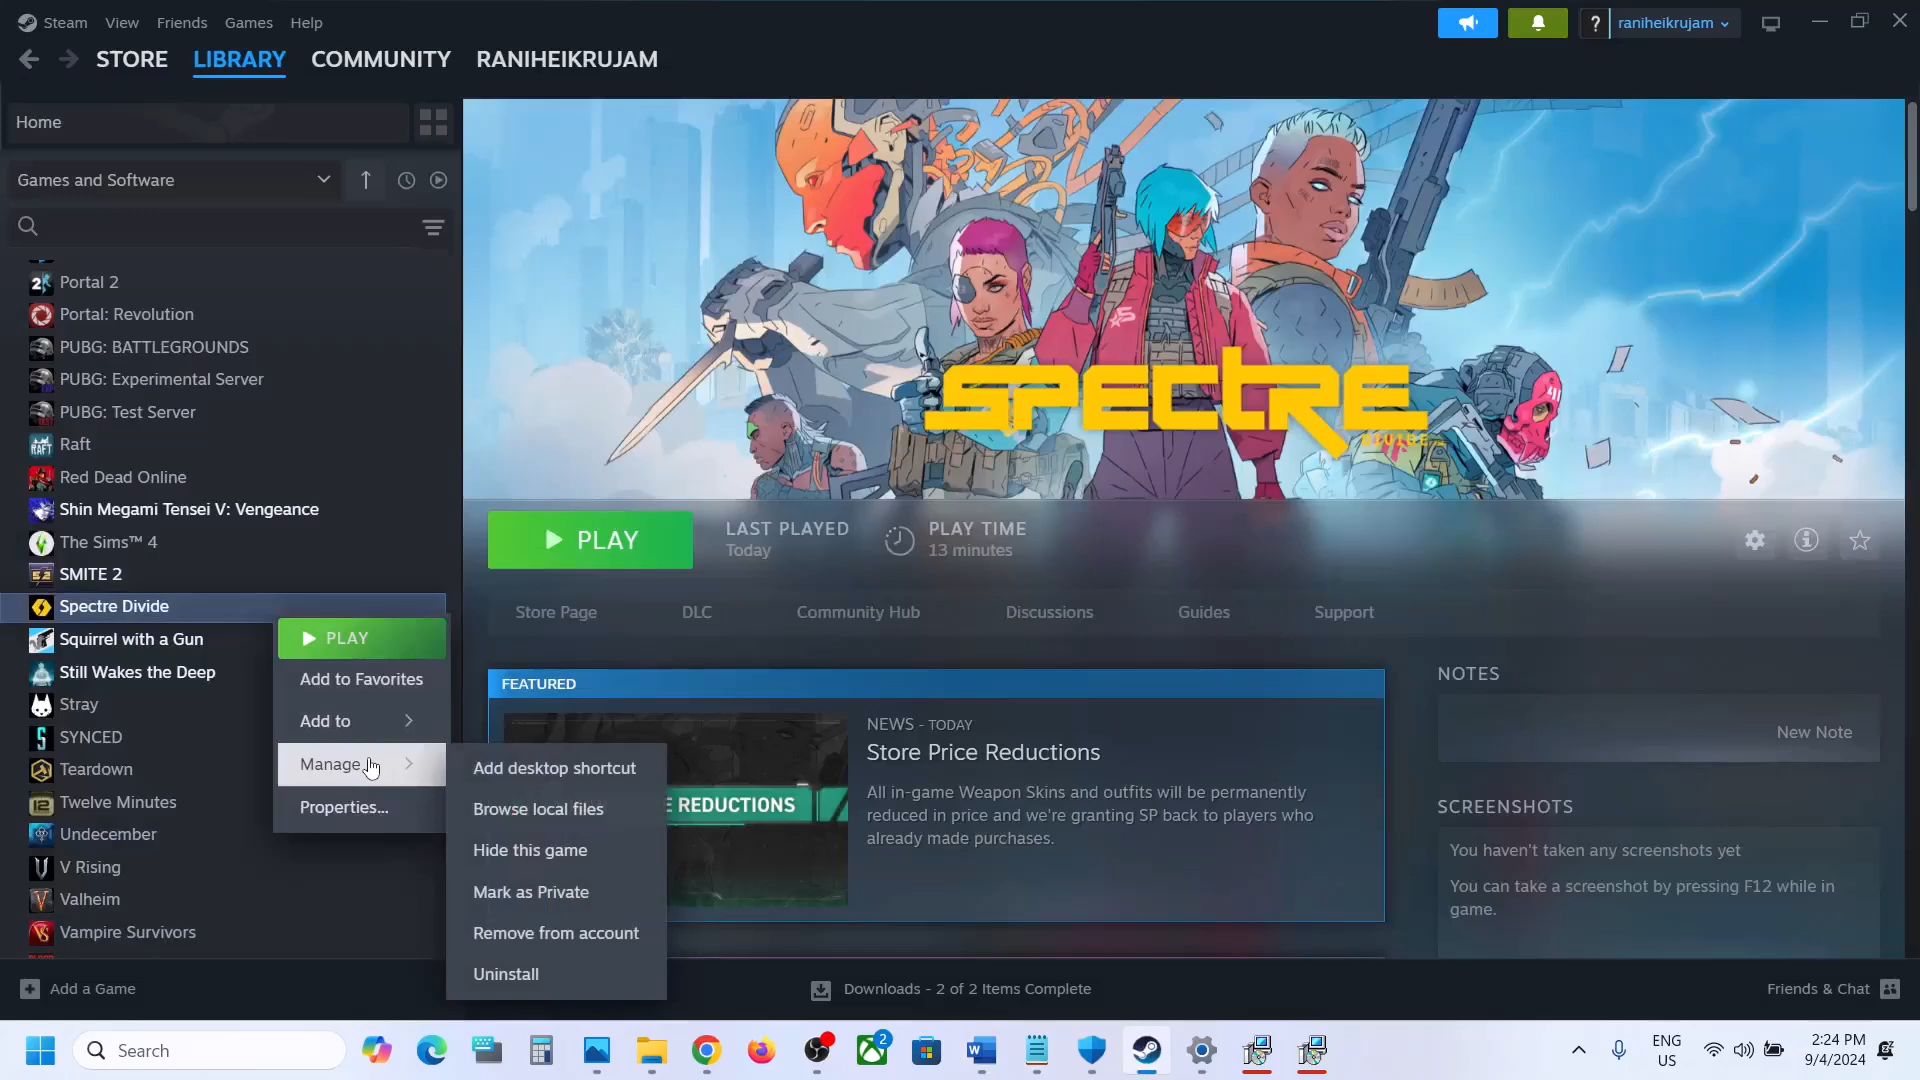 Steam View Friends Games Help
? raniheikrujam
STORE LIBRARY COMMUNITY RANIHEIKRUJAM
Home
Games and Software
Portal 2
Portal: Revolution
PUBG: BATTLEGROUNDS
PUBG: Experimental Server
PUBG: Test Server
Raft
Red Dead Online
Shin Megami Tensei V: Vengeance
The Sims™ 4
SMITE 2
Spectre Divide
Squirrel with a Gun
Still Wakes the Deep
Stray
SYNCED
Teardown
Twelve Minutes
Undecember
V Rising
Valheim
Vampire Survivors
PLAY
Add to Favorites
Add to
Manage
Properties...
Add desktop shortcut
Browse local files
Hide this game
Mark as Private
Remove from account
Uninstall
SPECTRE
DIVIDE
PLAY
LAST PLAYED
Today
PLAY TIME
13 minutes
Store Page DLC Community Hub Discussions Guides Support
FEATURED
E REDUCTIONS
NEWS - TODAY
Store Price Reductions
All in-game Weapon Skins and outfits will be permanently
reduced in price and we're granting SP back to players who
already made purchases.
NOTES
New Note
SCREENSHOTS
You haven't taken any screenshots yet
You can take a screenshot by pressing F12 while in
game.
Add a Game
Downloads - 2 of 2 Items Complete
Friends & Chat
Search
2
ENG
US
2:24 PM
9/4/2024